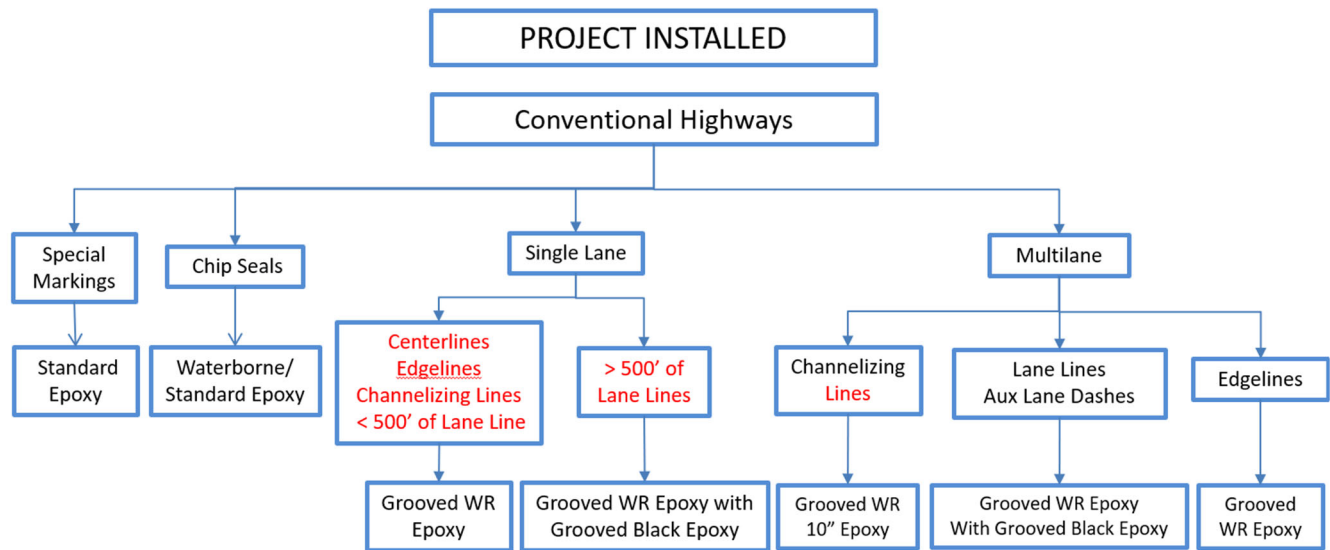 PROJECT INSTALLED
Conventional Highways
Special
Markings
Chip Seals
Single Lane
Multilane
Standard
Epoxy
Waterborne/
Standard Epoxy
Centerlines
Edgelines
Channelizing Lines
< 500’ of Lane Line
> 500’ of
Lane Lines
Channelizing
Lines
Lane Lines
Aux Lane Dashes
Edgelines
Grooved WR
Epoxy
Grooved WR Epoxy with
Grooved Black Epoxy
Grooved WR
10” Epoxy
Grooved WR Epoxy
With Grooved Black Epoxy
Grooved
WR Epoxy